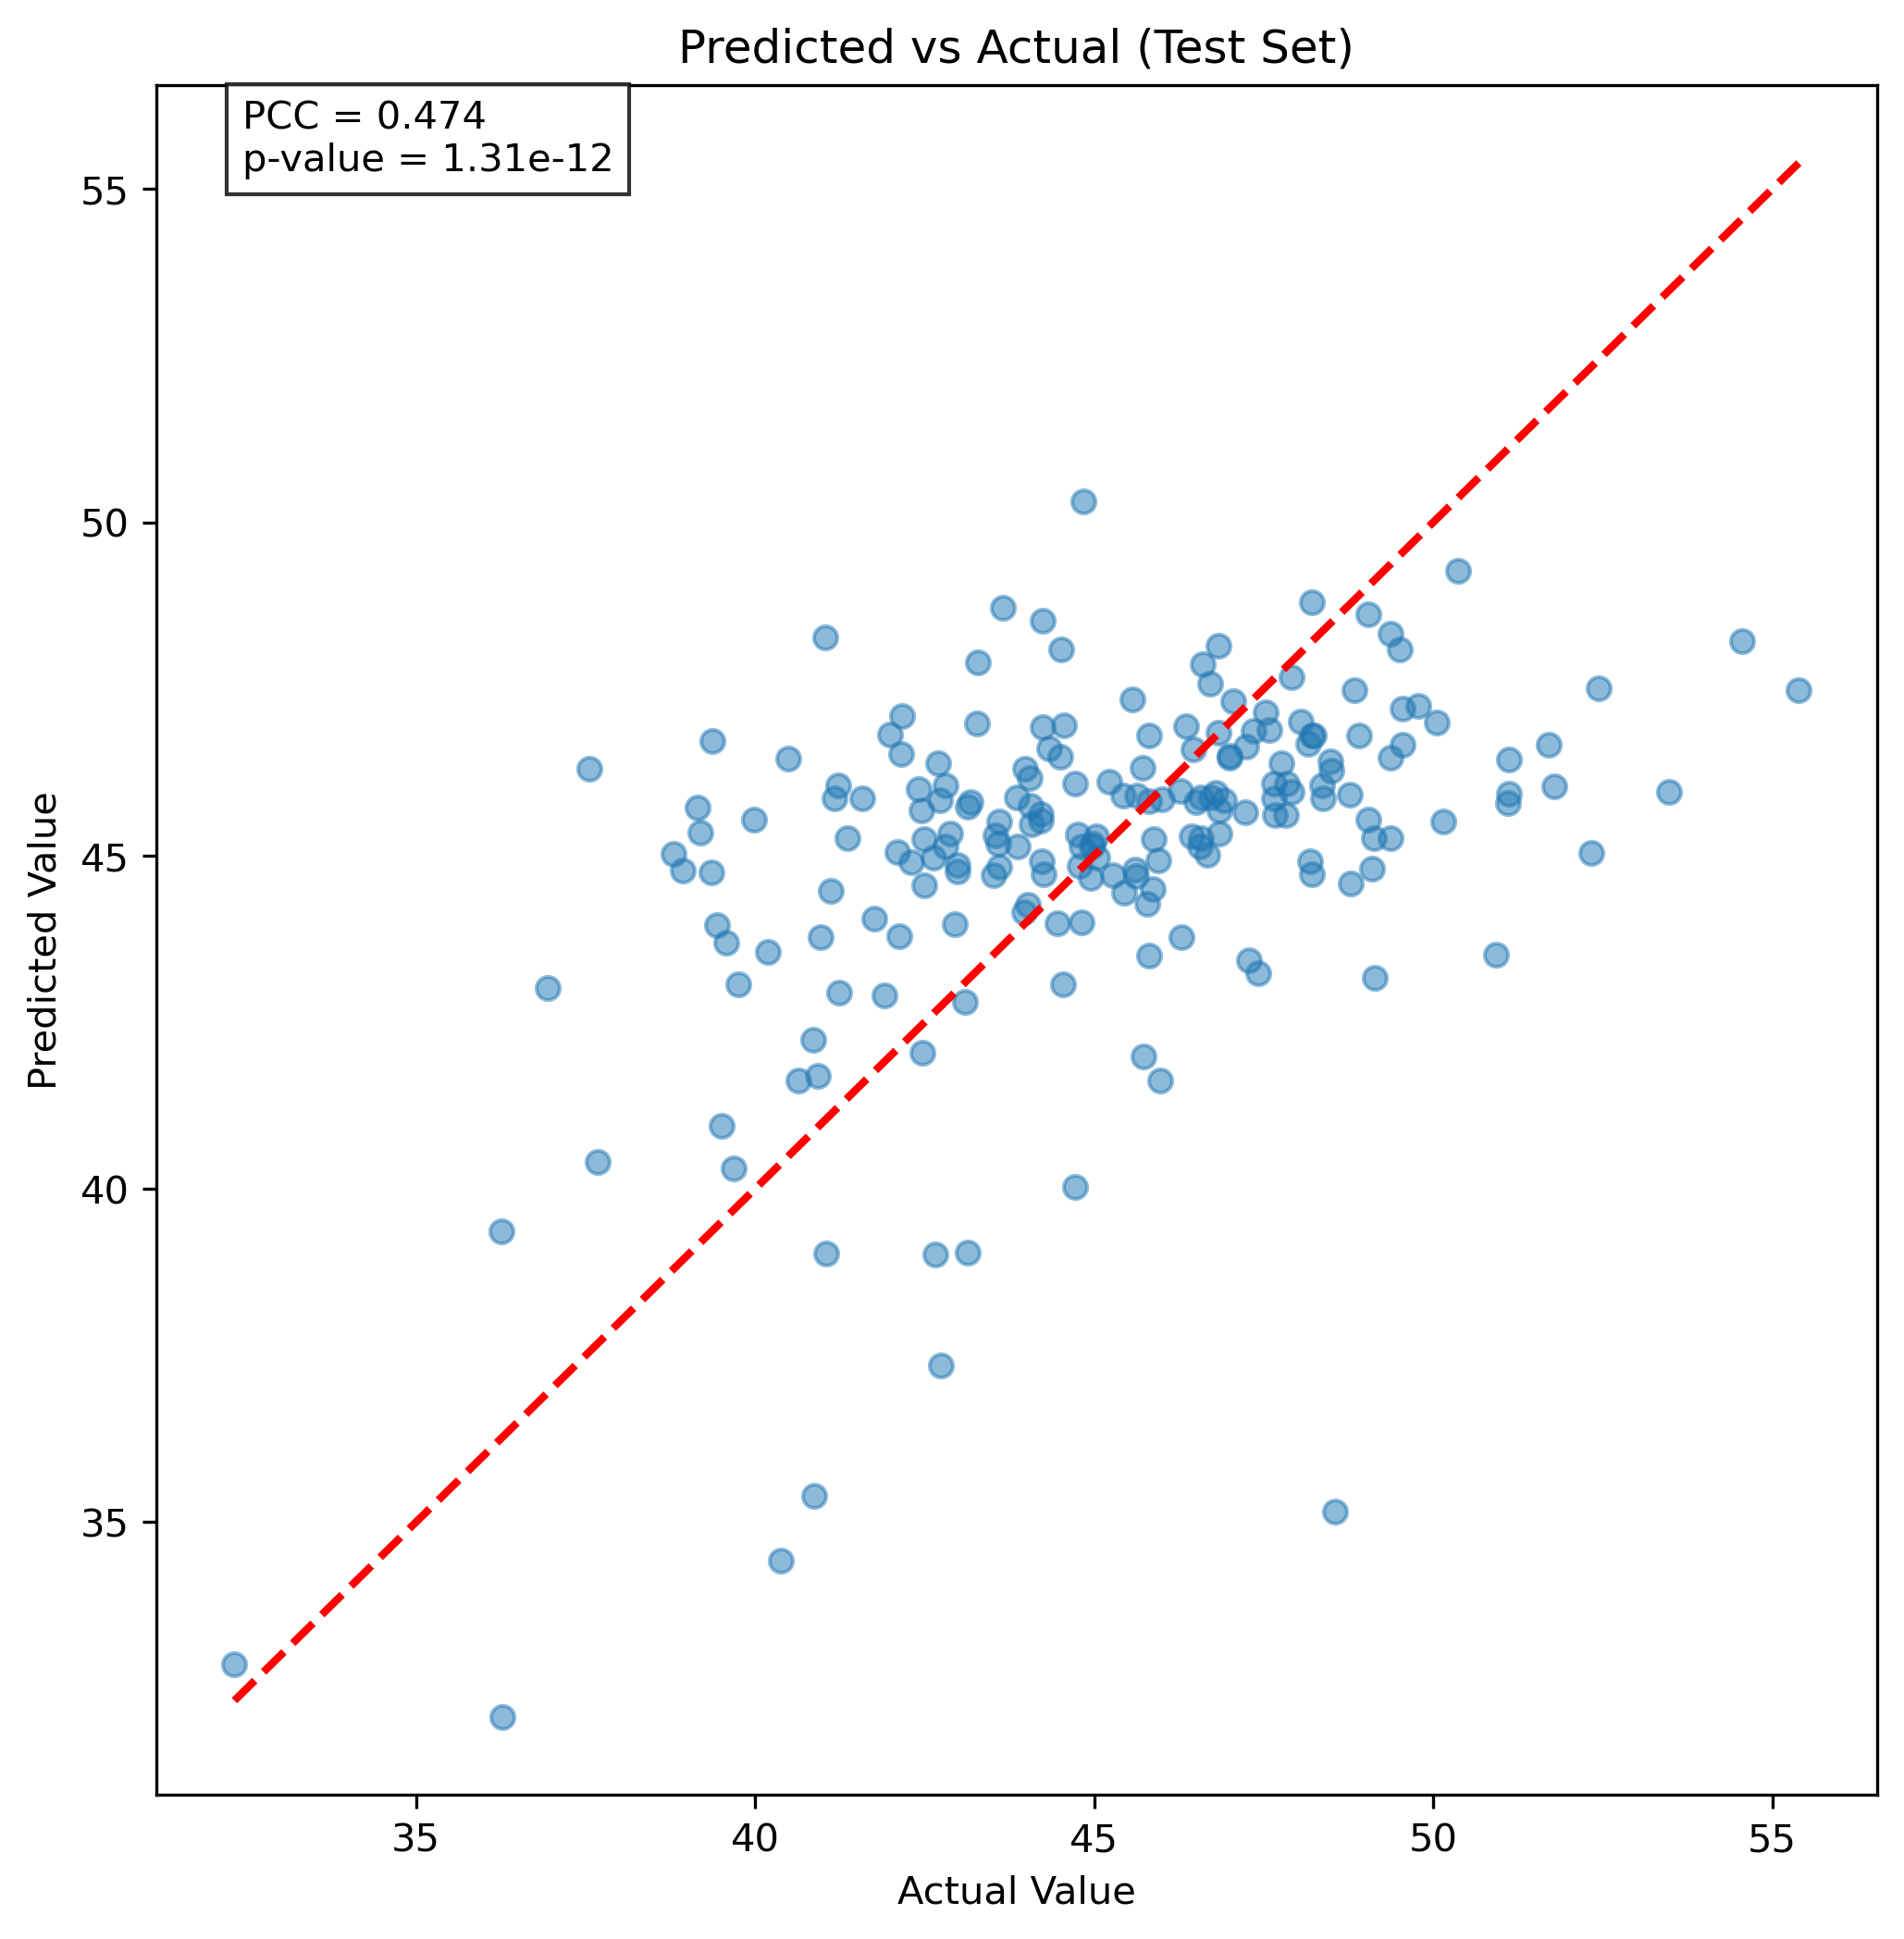 Predicted vs Actual (Test Set)
PCC = 0.474
p-value = 1.31e-12
55
50
45
40
35
Predicted Value
35 40 45 50 55
Actual Value